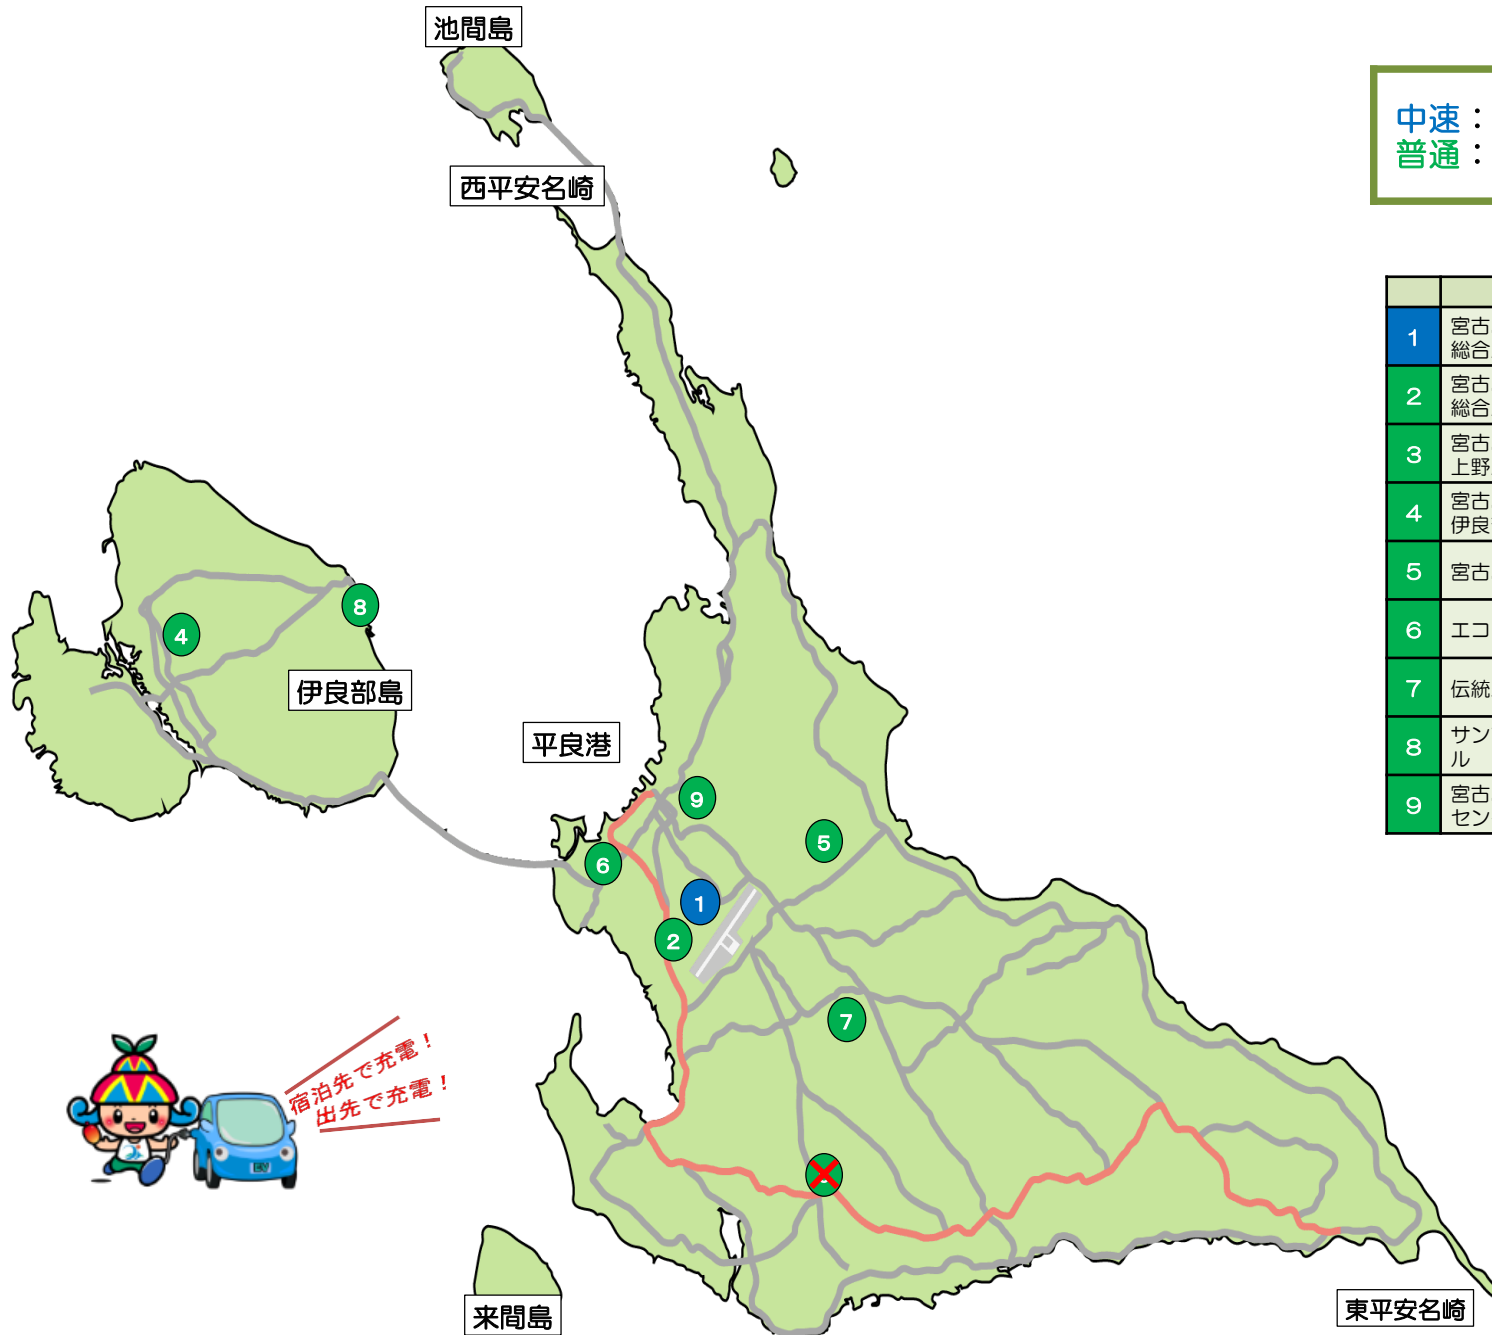 池間島
西平安名崎
中速：
普通：
1 宮古
総合
2 宮古
総合
3 宮古
上野
4 宮古
伊良
5 宮古
6 エコ
7 伝統
8 サン
ル
9 宮古
セン
8
4
伊良部島
平良港
9
5
6
1
2
7
宿泊先で充電！
出先で充電！
EV
来間島
東平安名崎